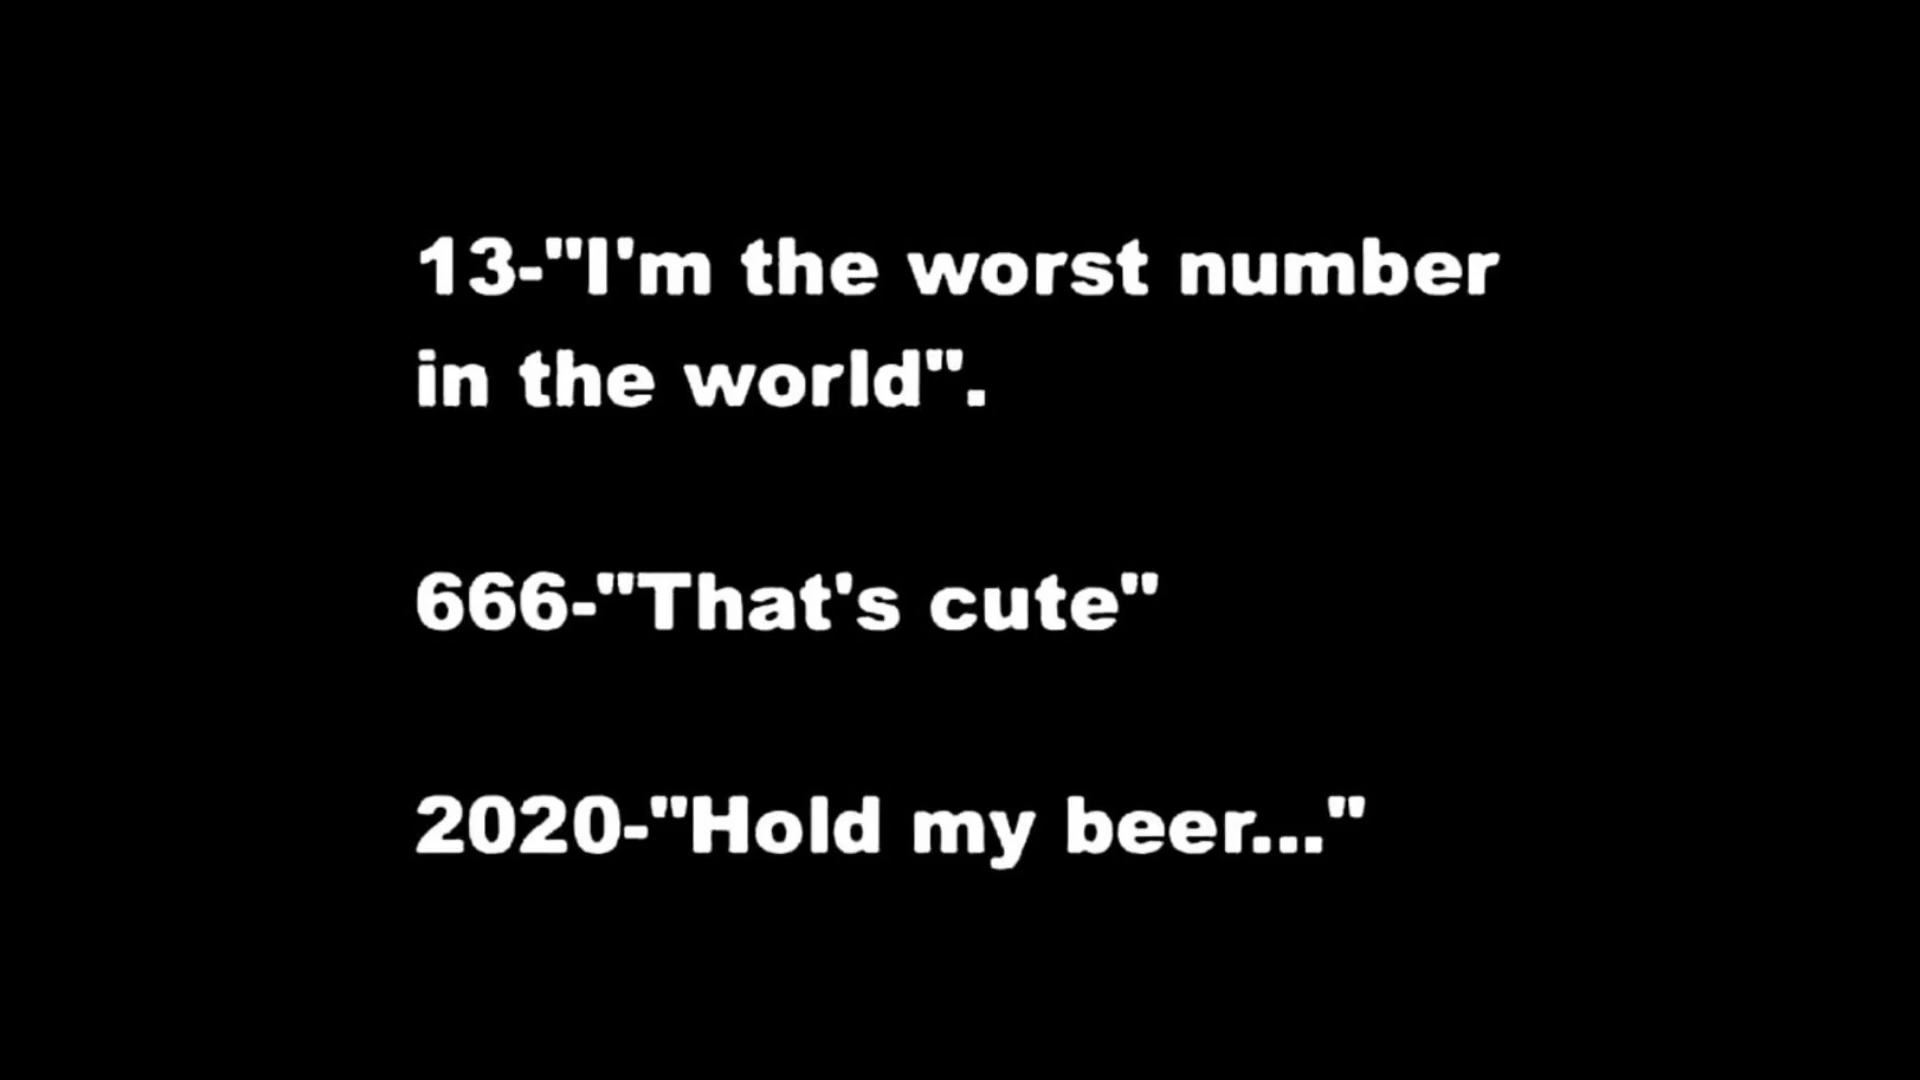 13-"I'm the worst number
in the world".
666-"That's cute"
2020-"Hold my beer..."